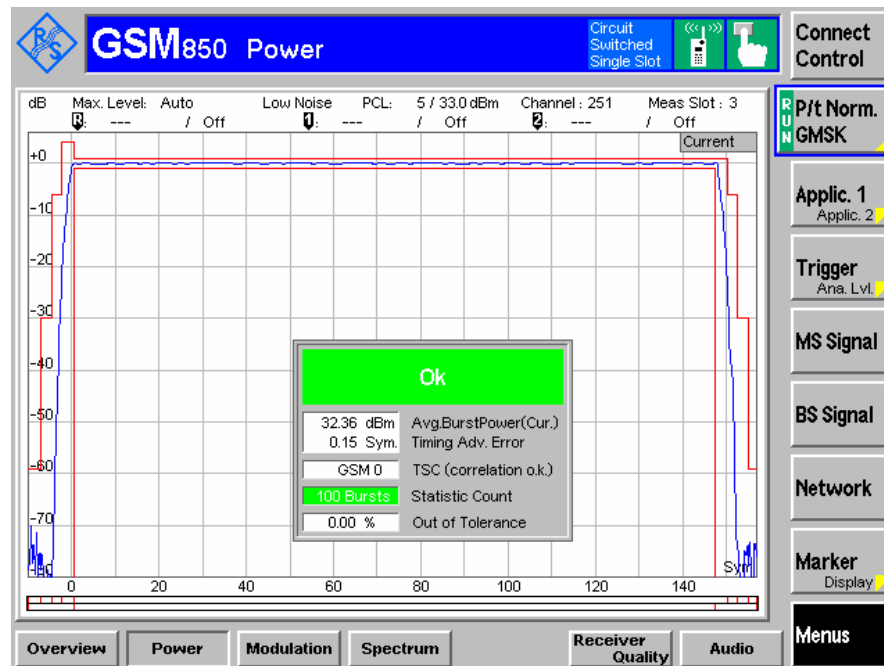 R S
GSM850 Power
Circuit
Switched
Single Slot
Connect
Control
dB Max. Level: Auto Low Noise PCL: 5 / 33.0 dBm Channel : 251 Meas Slot : 3
R: --- / Off 1: --- / Off 2: --- / Off
Current
RUN
P/t Norm.
GMSK
+0
-10
-20
-30
-40
-50
-60
-70
-80
Applic. 1
Applic. 2
Trigger
Ana. Lvl.
MS Signal
BS Signal
Network
Marker
Display
Menus
Ok
32.36 dBm Avg.BurstPower(Cur.)
0.15 Sym. Timing Adv. Error
GSM 0 TSC (correlation o.k.)
100 Bursts Statistic Count
0.00 % Out of Tolerance
Sym
0 20 40 60 80 100 120 140
Overview Power Modulation Spectrum Receiver Quality Audio